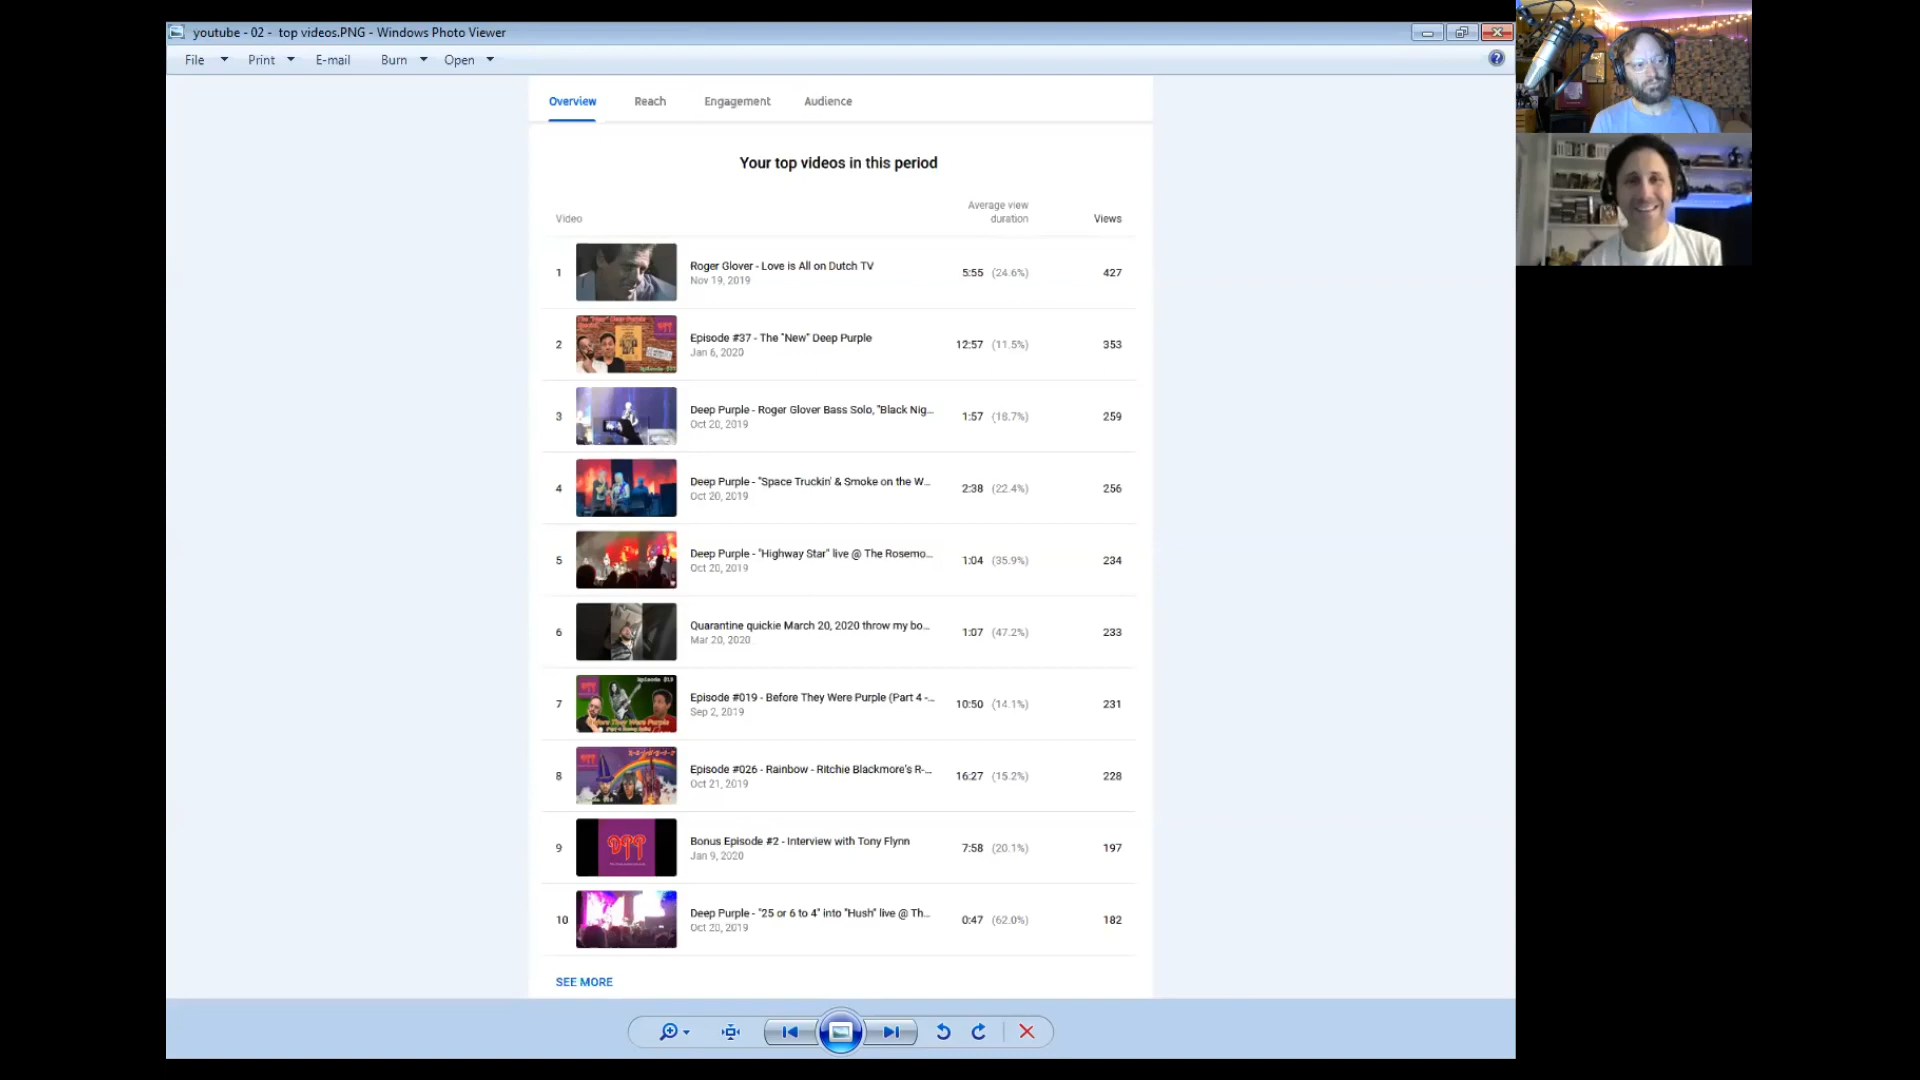 youtube - 02 - top videos.PNG - Windows Photo Viewer
File Print E-mail Burn Open
Overview Reach Engagement Audience
Your top videos in this period
Video Average view duration Views
1 Roger Glover - Love is All on Dutch TV 5:55 (24.6%) 427
Nov 19, 2019
2 Episode #37 - The "New" Deep Purple 12:57 (11.5%) 353
Jan 6, 2020
3 Deep Purple - Roger Glover Bass Solo, "Black Nig... 1:57 (18.7%) 259
Oct 20, 2019
4 Deep Purple - "Space Truckin' & Smoke on the W... 2:38 (22.4%) 256
Oct 20, 2019
5 Deep Purple - "Highway Star" live @ The Rosemo... 1:04 (35.9%) 234
Oct 20, 2019
6 Quarantine quickie March 20, 2020 throw my bo... 1:07 (47.2%) 233
Mar 20, 2020
7 Episode #019 - Before They Were Purple (Part 4 -... 10:50 (14.1%) 231
Sep 2, 2019
8 Episode #026 - Rainbow - Ritchie Blackmore's R-... 16:27 (15.2%) 228
Oct 21, 2019
9 Bonus Episode #2 - Interview with Tony Flynn 7:58 (20.1%) 197
Jan 9, 2020
10 Deep Purple - "25 or 6 to 4" into "Hush" live @ Th... 0:47 (62.0%) 182
Oct 20, 2019
SEE MORE